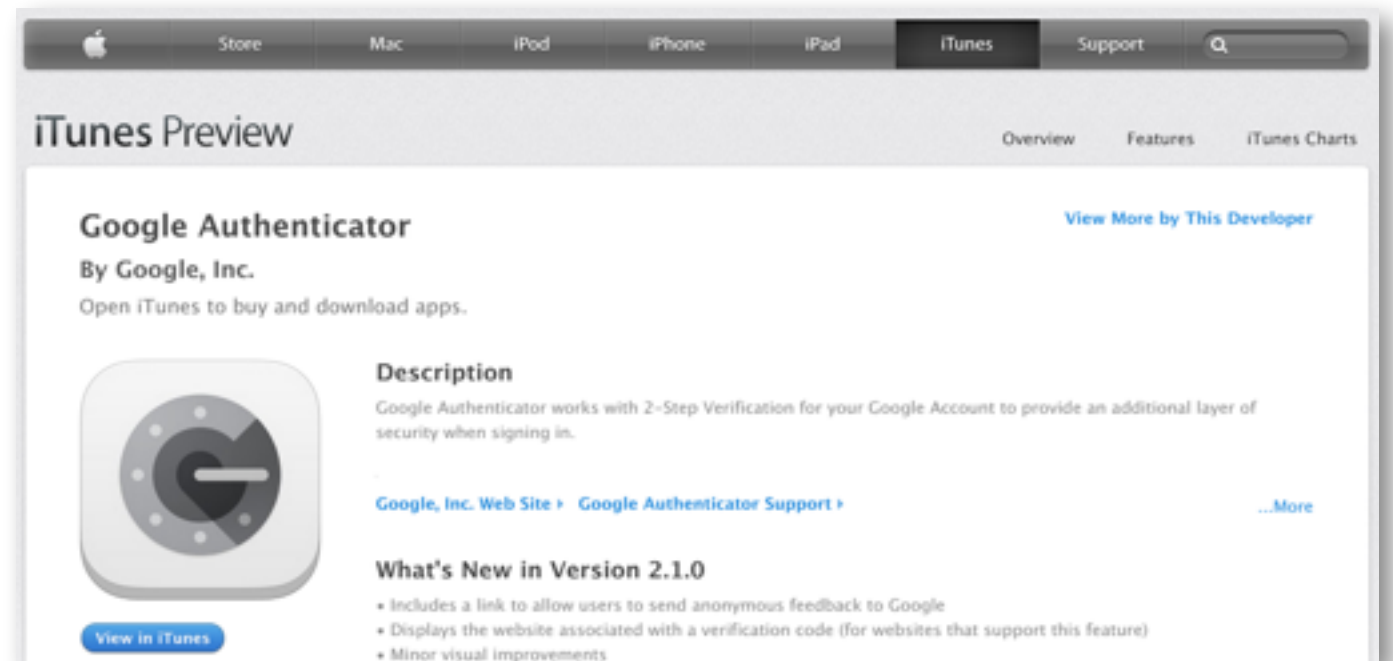 Store Mac iPod iPhone iPad iTunes Support
iTunes Preview
Overview Features iTunes Charts
Google Authenticator
View More by This Developer
By Google, Inc.
Open iTunes to buy and download apps.
Description
Google Authenticator works with 2-Step Verification for your Google Account to provide an additional layer of
security when signing in.
Google, Inc. Web Site Google Authenticator Support
...More
What's New in Version 2.1.0
• Includes a link to allow users to send anonymous feedback to Google
• Displays the website associated with a verification code (for websites that support this feature)
• Minor visual improvements
View in iTunes